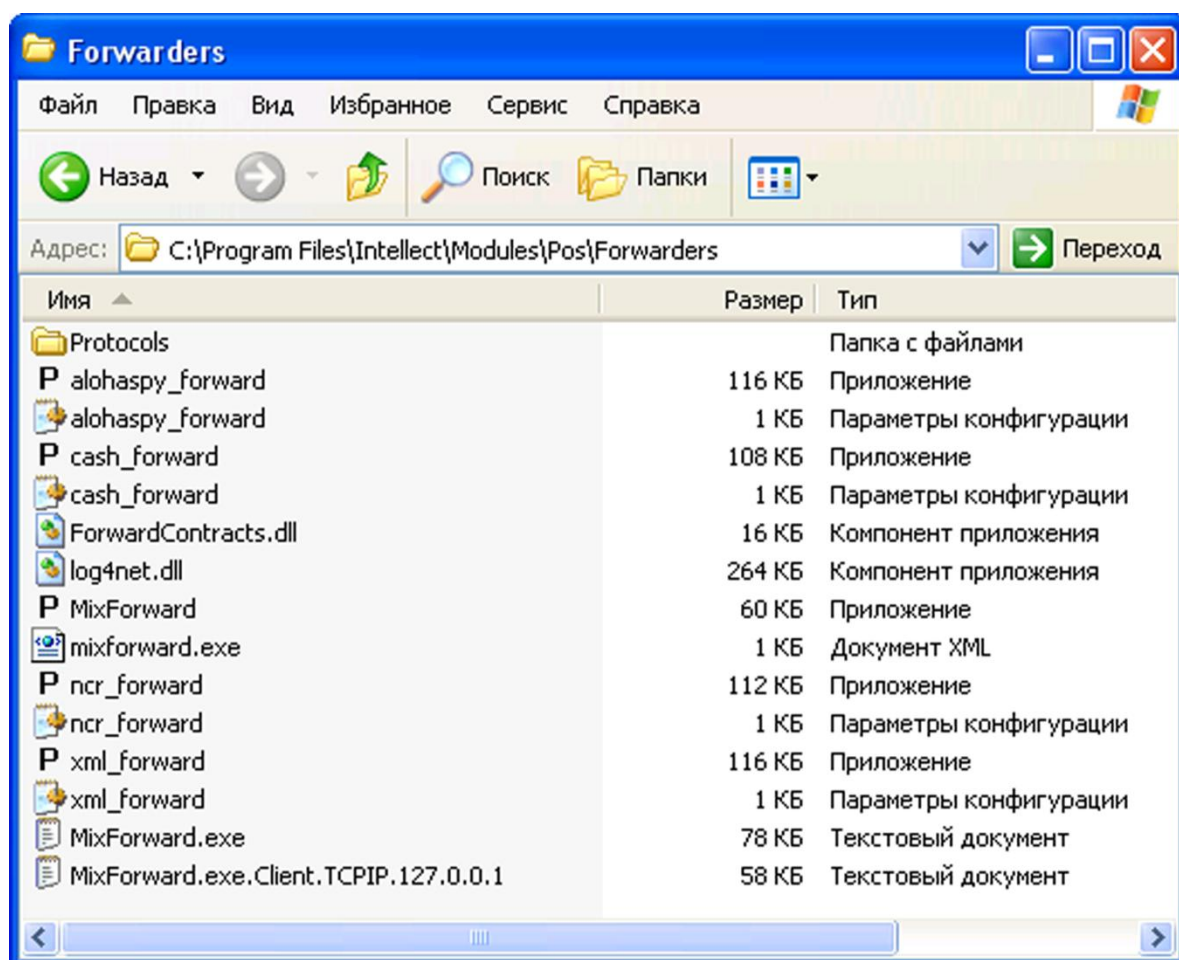 Forwarders
Файл Правка Вид Избранное Сервис Справка
Назад Поиск Папки
Адрес: C:\Program Files\Intellect\Modules\Pos\Forwarders Переход
Имя Размер Тип
Protocols Папка с файлами
P alohaspy_forward 116 КБ Приложение
alohaspy_forward 1 КБ Параметры конфигурации
P cash_forward 108 КБ Приложение
cash_forward 1 КБ Параметры конфигурации
ForwardContracts.dll 16 КБ Компонент приложения
log4net.dll 264 КБ Компонент приложения
P MixForward 60 КБ Приложение
mixforward.exe 1 КБ Документ XML
P ncr_forward 112 КБ Приложение
ncr_forward 1 КБ Параметры конфигурации
P xml_forward 116 КБ Приложение
xml_forward 1 КБ Параметры конфигурации
MixForward.exe 78 КБ Текстовый документ
MixForward.exe.Client.TCPIP.127.0.0.1 58 КБ Текстовый документ